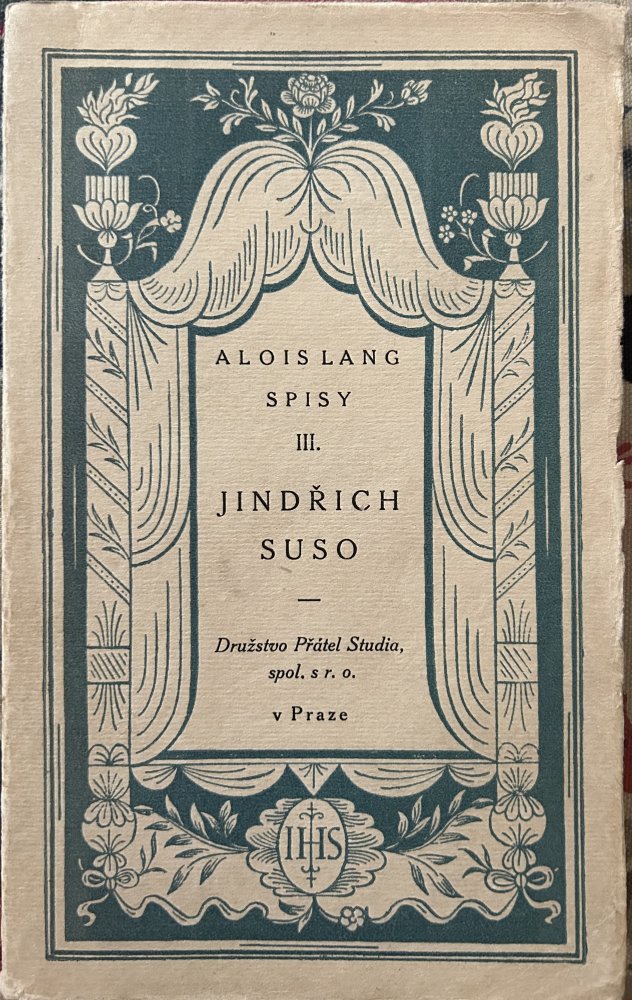 ALOIS LANG
SPISY
III.
JINDŘICH
SUSO
—
Družstvo Přátel Studia,
spol. s r. o.
v Praze
IHS